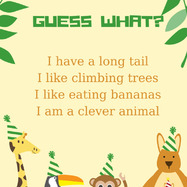 GUESS WHAT?
I have a long tail
I like climbing trees
I like eating bananas
I am a clever animal